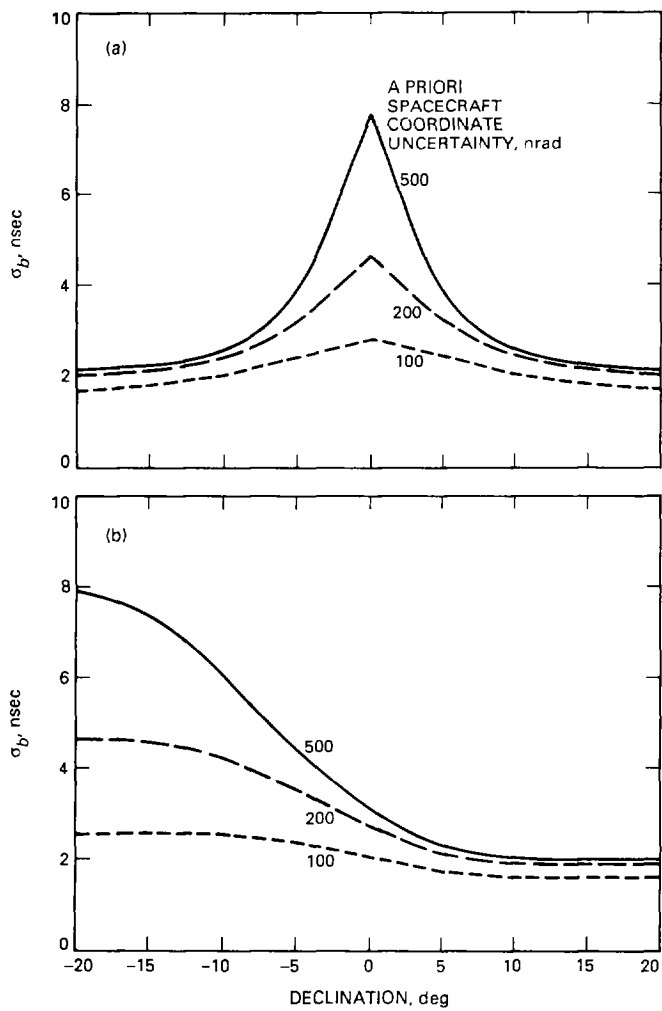 10
(a)
A PRIORI
SPACECRAFT
COORDINATE
UNCERTAINTY, nrad
8
500
6
σb, nsec
4
200
100
2
0
10
(b)
8
6
σb, nsec
500
4
200
100
2
0
−20 −15 −10 −5 0 5 10 15 20
DECLINATION, deg